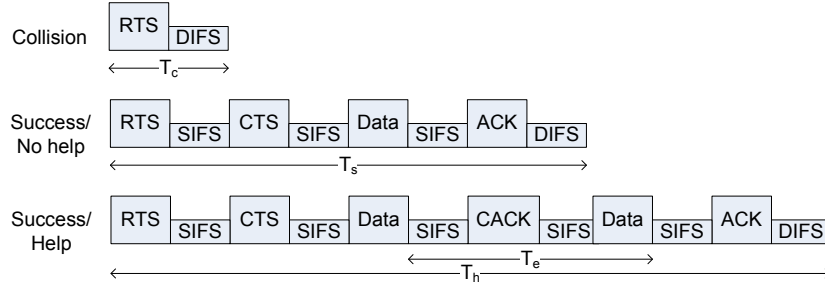 Collision
RTS
DIFS
T_c
Success/
No help
RTS SIFS CTS SIFS Data SIFS ACK DIFS
T_s
Success/
Help
RTS SIFS CTS SIFS Data SIFS CACK SIFS Data SIFS ACK DIFS
T_e
T_h